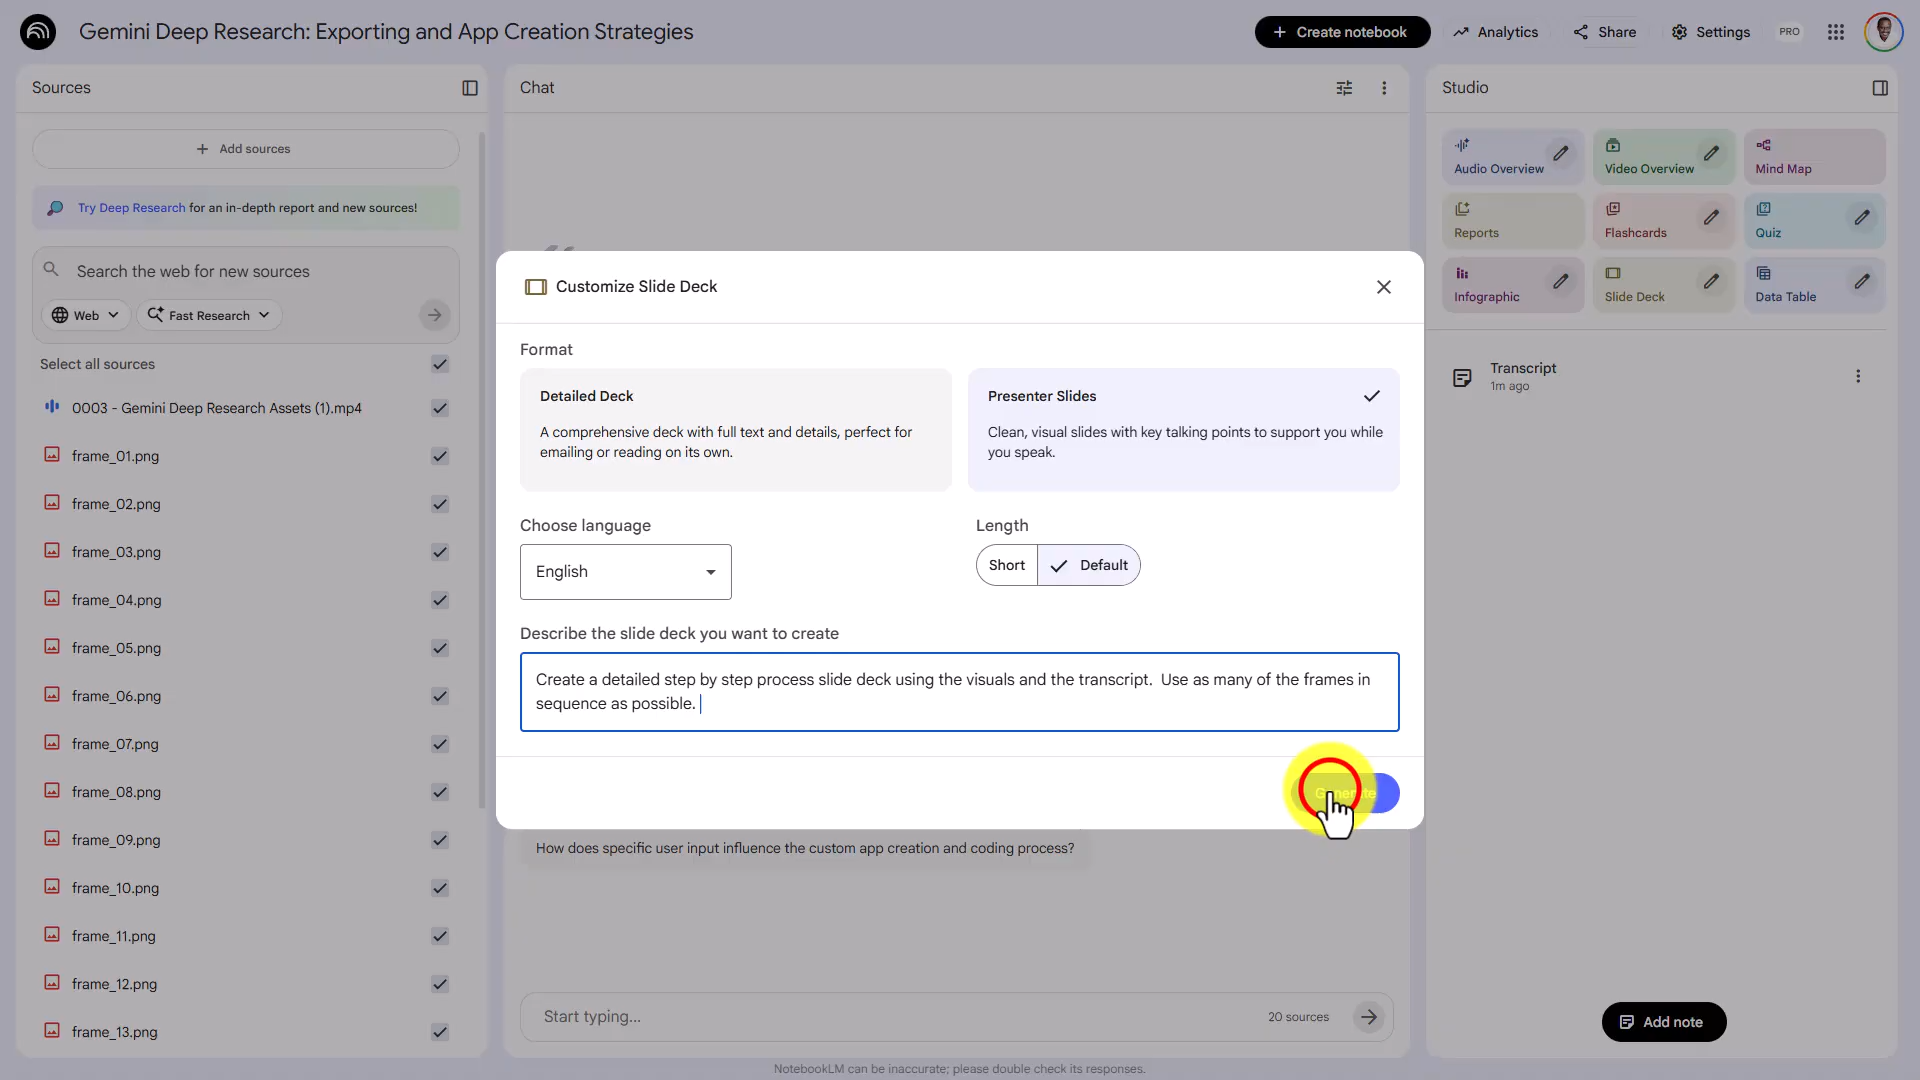 Gemini Deep Research: Exporting and App Creation Strategies
Create notebook
Analytics
Share
Settings
PRO
Sources
Add sources
Try Deep Research for an in-depth report and new sources!
Search the web for new sources
Web
Fast Research
Select all sources
0003 - Gemini Deep Research Assets (1).mp4
frame_01.png
frame_02.png
frame_03.png
frame_04.png
frame_05.png
frame_06.png
frame_07.png
frame_08.png
frame_09.png
frame_10.png
frame_11.png
frame_12.png
frame_13.png
Chat
Customize Slide Deck
Format
Detailed Deck
A comprehensive deck with full text and details, perfect for
emailing or reading on its own.
Presenter Slides
Clean, visual slides with key talking points to support you while
you speak.
Choose language
English
Length
Short
Default
Describe the slide deck you want to create
Create a detailed step by step process slide deck using the visuals and the transcript.  Use as many of the frames in
sequence as possible.
Generate
How does specific user input influence the custom app creation and coding process?
Start typing...
20 sources
NotebookLM can be inaccurate; please double check its responses.
Studio
Audio Overview
Video Overview
Mind Map
Reports
Flashcards
Quiz
Infographic
Slide Deck
Data Table
Transcript
1m ago
Add note